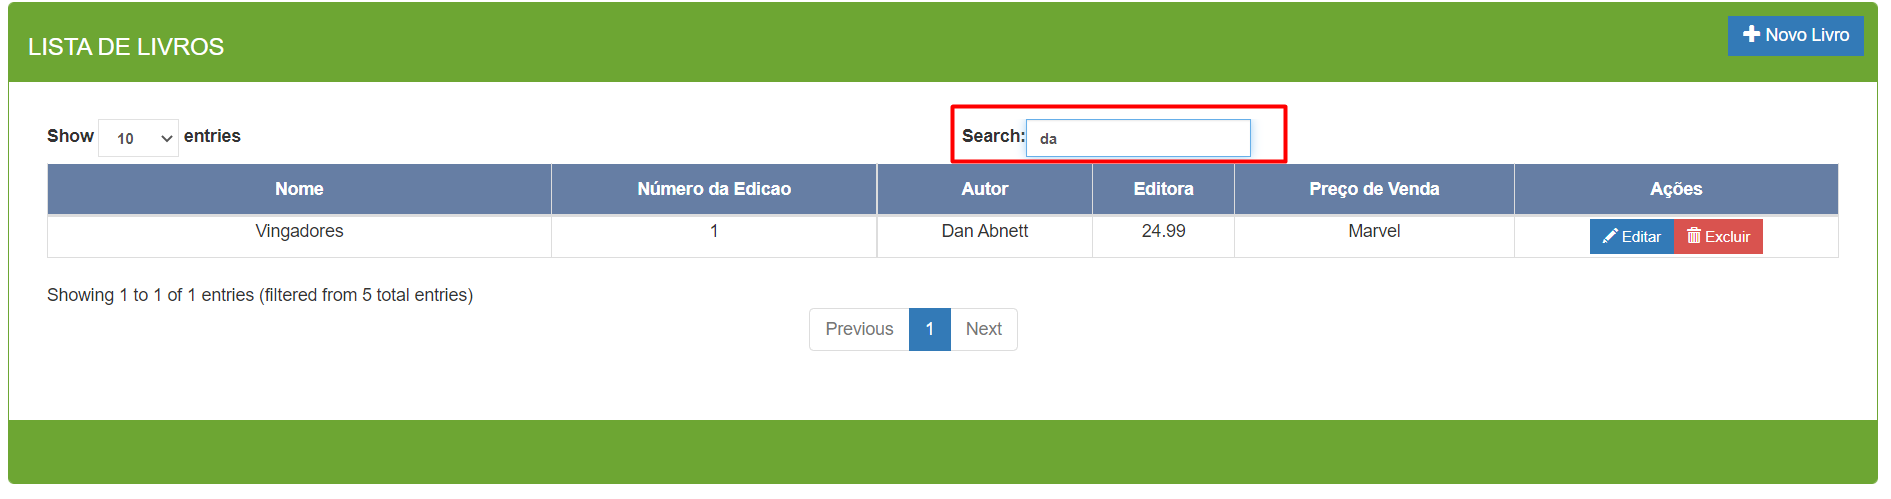 LISTA DE LIVROS
Novo Livro
Show 10 entries
Search: da
Nome Número da Edicao Autor Editora Preço de Venda Ações
Vingadores 1 Dan Abnett 24.99 Marvel Editar Excluir
Showing 1 to 1 of 1 entries (filtered from 5 total entries)
Previous 1 Next